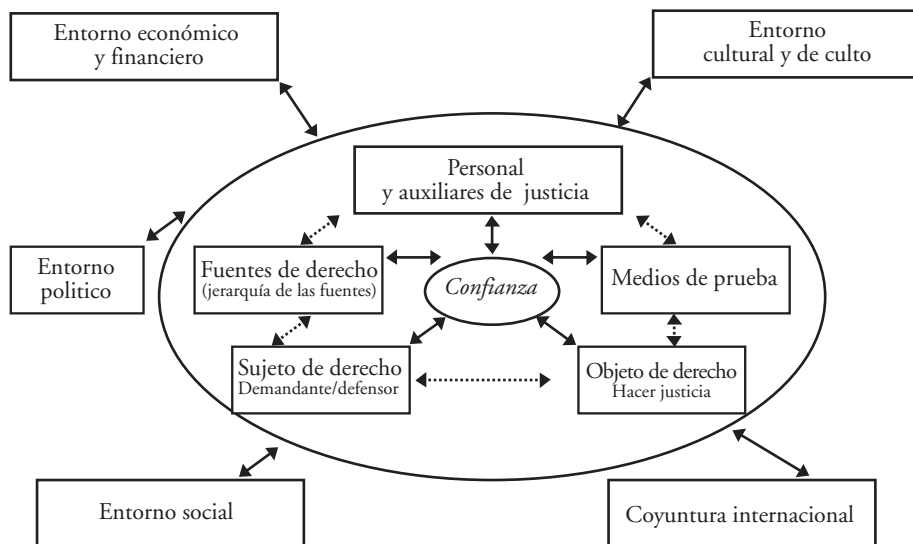 Entorno económico
y financiero
Entorno
cultural y de culto
Personal
y auxiliares de justicia
Entorno
politico
Fuentes de derecho
(jerarquía de las fuentes)
Confianza
Medios de prueba
Sujeto de derecho
Demandante/defensor
Objeto de derecho
Hacer justicia
Entorno social
Coyuntura internacional